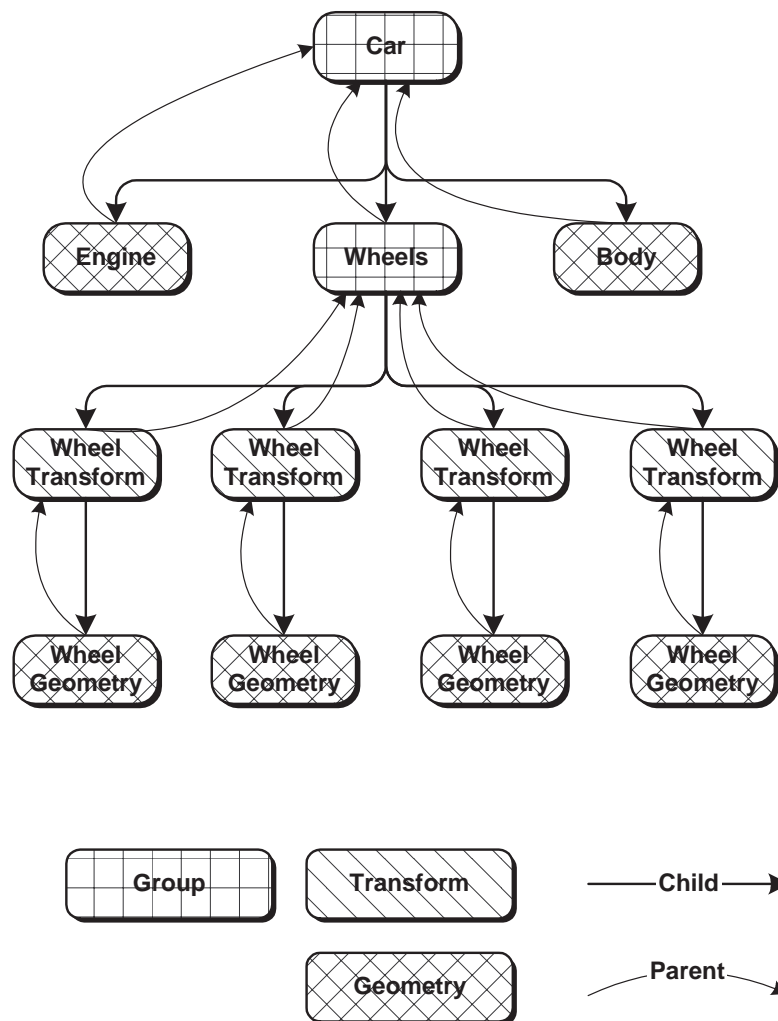 Car
Engine
Wheels
Body
Wheel
Transform
Wheel
Transform
Wheel
Transform
Wheel
Transform
Wheel
Geometry
Wheel
Geometry
Wheel
Geometry
Wheel
Geometry
Group
Transform
Child
Geometry
Parent